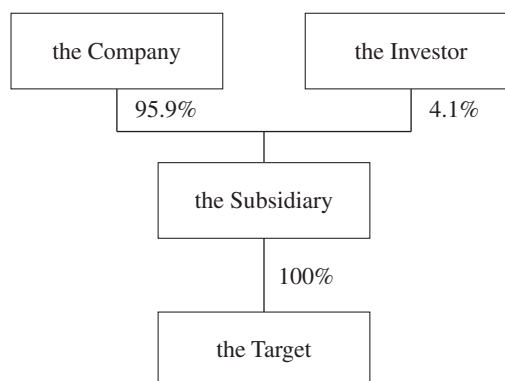 the Company
the Investor
95.9%
4.1%
the Subsidiary
100%
the Target